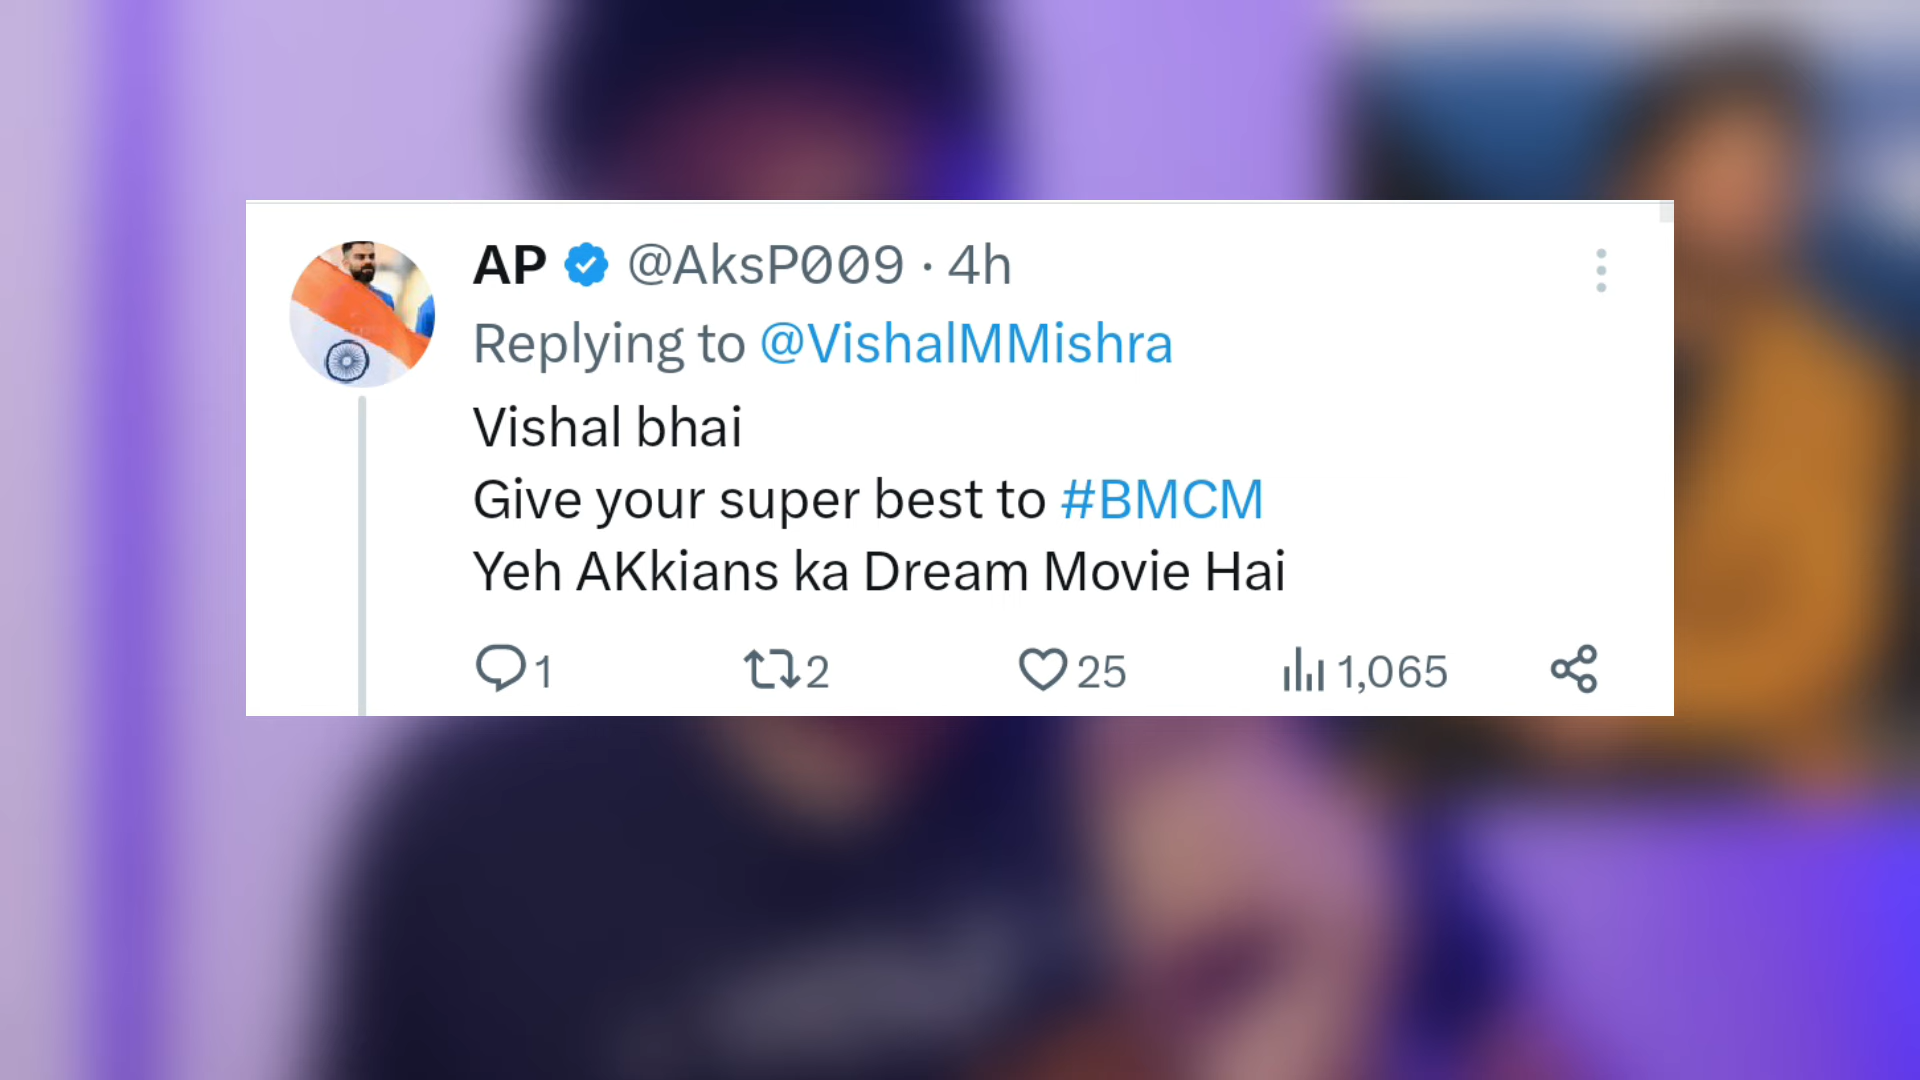 AP @AksP009 · 4h
Replying to @VishalMMishra
Vishal bhai
Give your super best to #BMCM
Yeh AKkians ka Dream Movie Hai
1 2 25 1,065